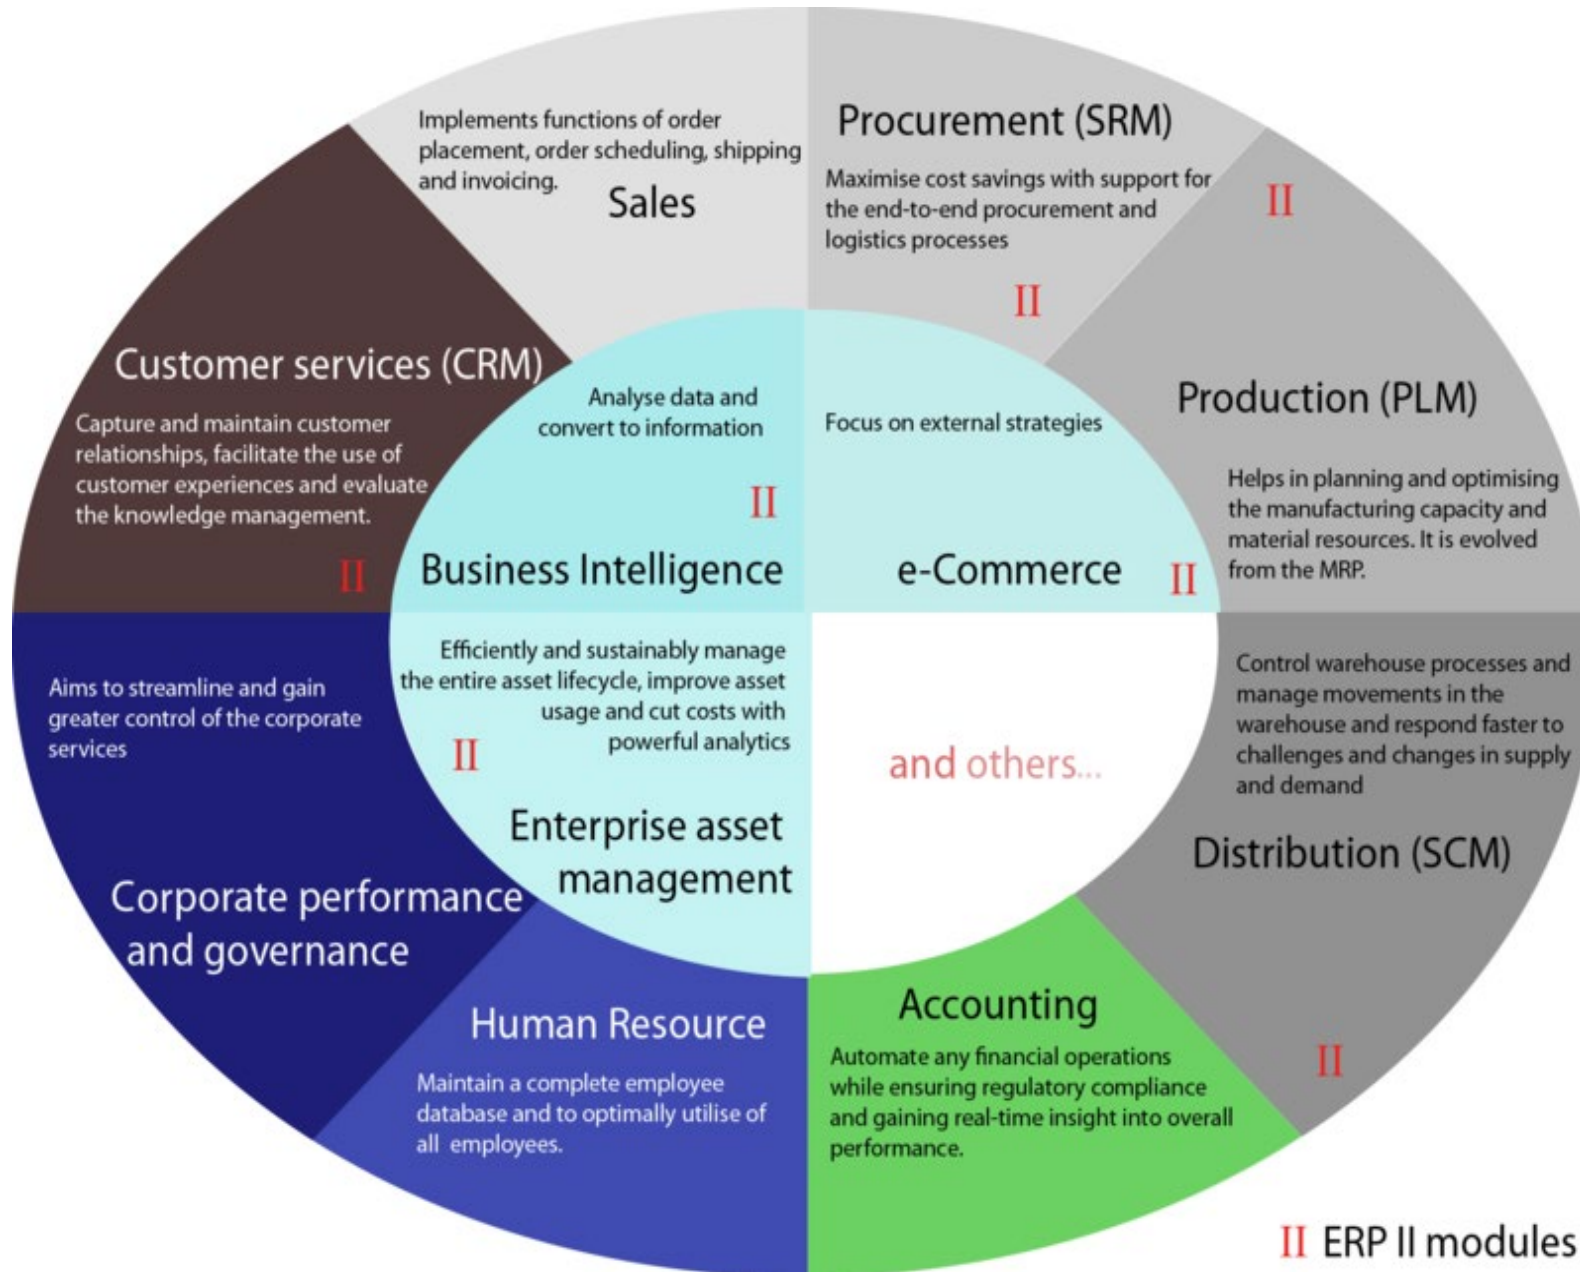 Implements functions of order
placement, order scheduling, shipping
and invoicing.
Sales
Procurement (SRM)
Maximise cost savings with support for
the end-to-end procurement and
logistics processes
II
II
Production (PLM)
Helps in planning and optimising
the manufacturing capacity and
material resources. It is evolved
from the MRP.
Customer services (CRM)
Capture and maintain customer
relationships, facilitate the use of
customer experiences and evaluate
the knowledge management.
II
Analyse data and
convert to information
II
Business Intelligence
Focus on external strategies
e-Commerce
II
Aims to streamline and gain
greater control of the corporate
services
Corporate performance
and governance
Efficiently and sustainably manage
the entire asset lifecycle, improve asset
usage and cut costs with
powerful analytics
II
Enterprise asset
management
and others...
Control warehouse processes and
manage movements in the
warehouse and respond faster to
challenges and changes in supply
and demand
Distribution (SCM)
II
Human Resource
Maintain a complete employee
database and to optimally utilise of
all employees.
Accounting
Automate any financial operations
while ensuring regulatory compliance
and gaining real-time insight into overall
performance.
II ERP II modules